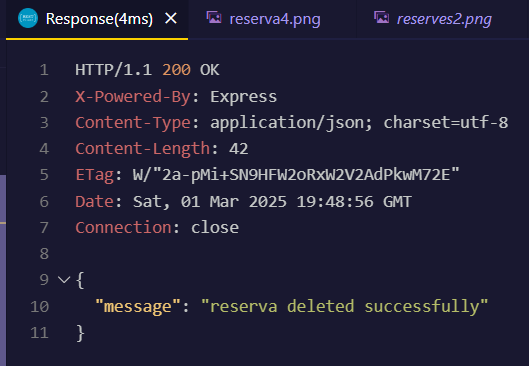 Response(4ms) × reserva4.png reserves2.png
1 HTTP/1.1 200 OK
2 X-Powered-By: Express
3 Content-Type: application/json; charset=utf-8
4 Content-Length: 42
5 ETag: W/"2a-pMi+SN9HFW2oRxW2V2AdPkwM72E"
6 Date: Sat, 01 Mar 2025 19:48:56 GMT
7 Connection: close
8
9 {
10 "message": "reserva deleted successfully"
11 }